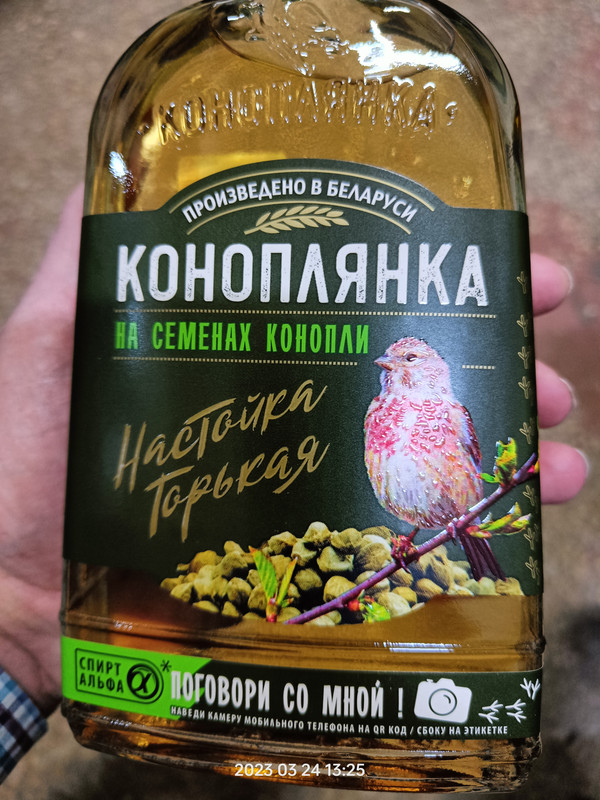 КОНОПЛЯНКА
ПРОИЗВЕДЕНО В БЕЛАРУСИ
КОНОПЛЯНКА
НА СЕМЕНАХ КОНОПЛИ
Настойка
Горькая
СПИРТ
АЛЬФА α*
ПОГОВОРИ СО МНОЙ !
НАВЕДИ КАМЕРУ МОБИЛЬНОГО ТЕЛЕФОНА НА QR КОД / СБОКУ НА ЭТИКЕТКЕ
2023 03 24 13:25